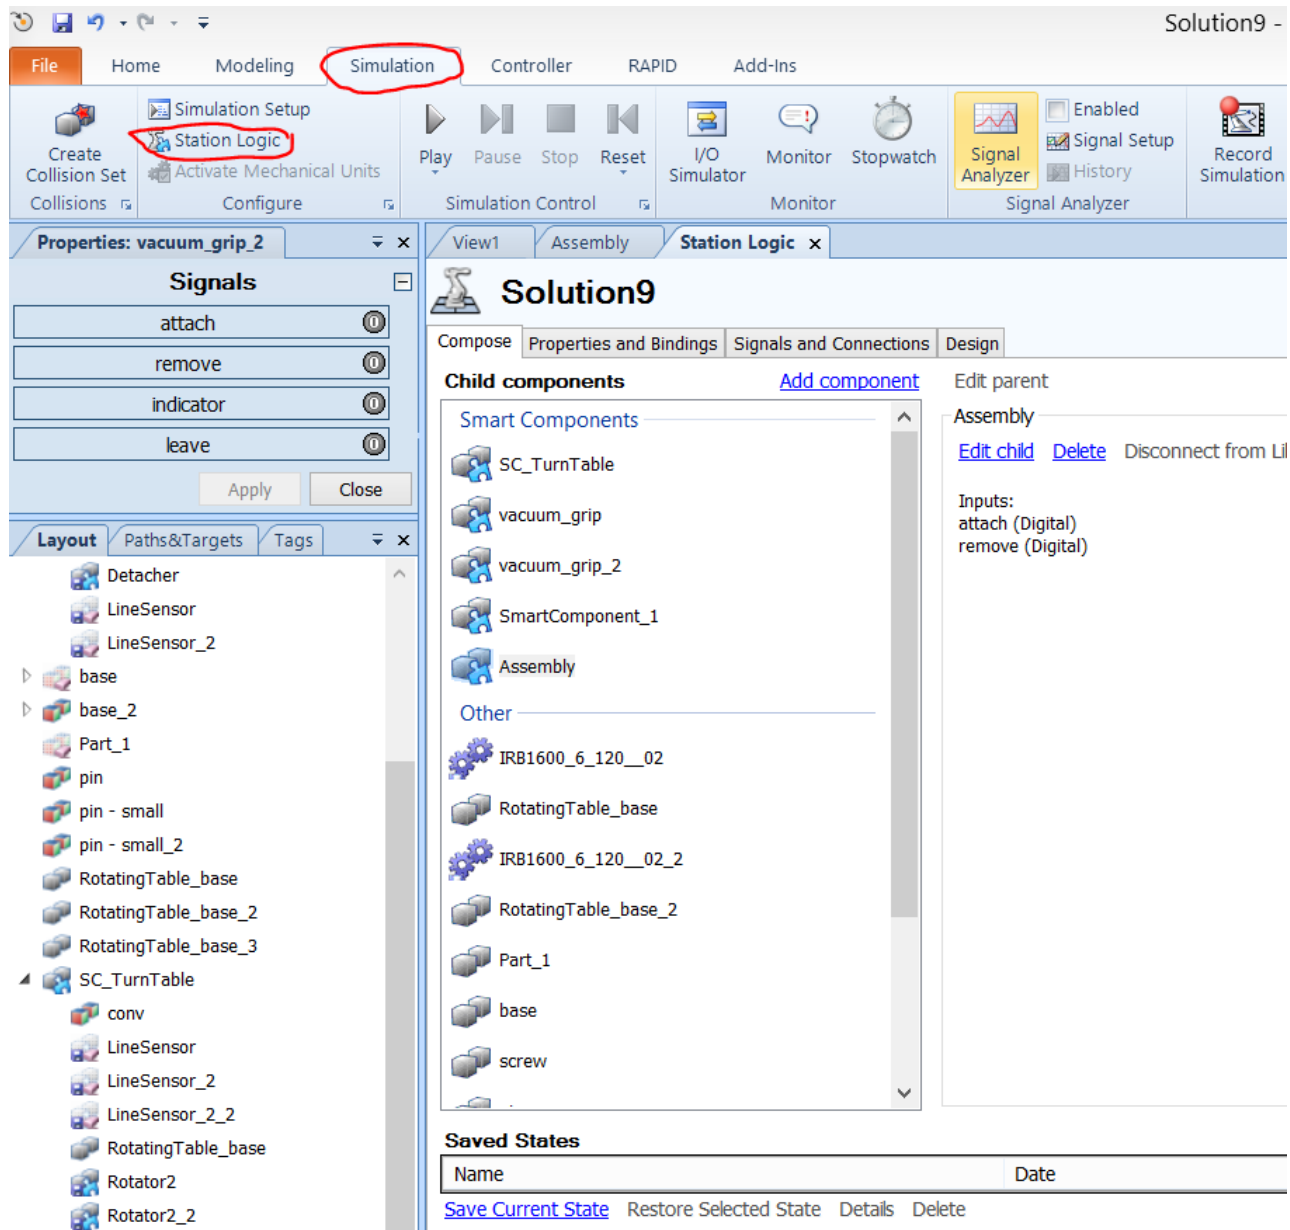 Solution9 -
File Home Modeling Simulation Controller RAPID Add-Ins
Create Collision Set
Collisions
Simulation Setup
Station Logic
Activate Mechanical Units
Configure
Play Pause Stop Reset
Simulation Control
I/O Simulator
Monitor Stopwatch
Monitor
Signal Analyzer
Enabled
Signal Setup
History
Signal Analyzer
Record Simulation
Properties: vacuum_grip_2
Signals
attach
remove
indicator
leave
Apply Close
Layout Paths&Targets Tags
Detacher
LineSensor
LineSensor_2
base
base_2
Part_1
pin
pin - small
pin - small_2
RotatingTable_base
RotatingTable_base_2
RotatingTable_base_3
SC_TurnTable
conv
LineSensor
LineSensor_2
LineSensor_2_2
RotatingTable_base
Rotator2
Rotator2_2
View1 Assembly Station Logic
Solution9
Compose Properties and Bindings Signals and Connections Design
Child components Add component
Smart Components
SC_TurnTable
vacuum_grip
vacuum_grip_2
SmartComponent_1
Assembly
Other
IRB1600_6_120__02
RotatingTable_base
IRB1600_6_120__02_2
RotatingTable_base_2
Part_1
base
screw
Edit parent
Assembly
Edit child Delete Disconnect from Li
Inputs:
attach (Digital)
remove (Digital)
Saved States
Name Date
Save Current State Restore Selected State Details Delete